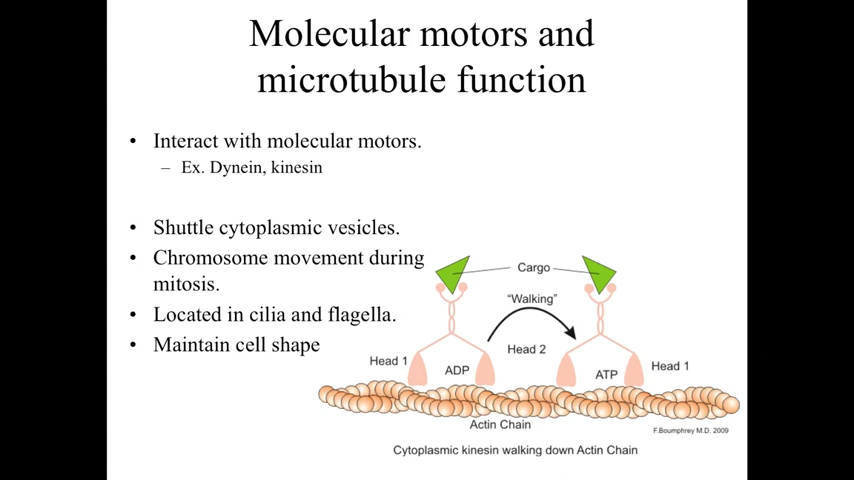 Molecular motors and
microtubule function
• Interact with molecular motors.
– Ex. Dynein, kinesin
• Shuttle cytoplasmic vesicles.
• Chromosome movement during
mitosis.
• Located in cilia and flagella.
• Maintain cell shape
Cargo
“Walking”
Head 1
ADP
Head 2
ATP
Head 1
Actin Chain
F.Boumphrey M.D. 2009
Cytoplasmic kinesin walking down Actin Chain